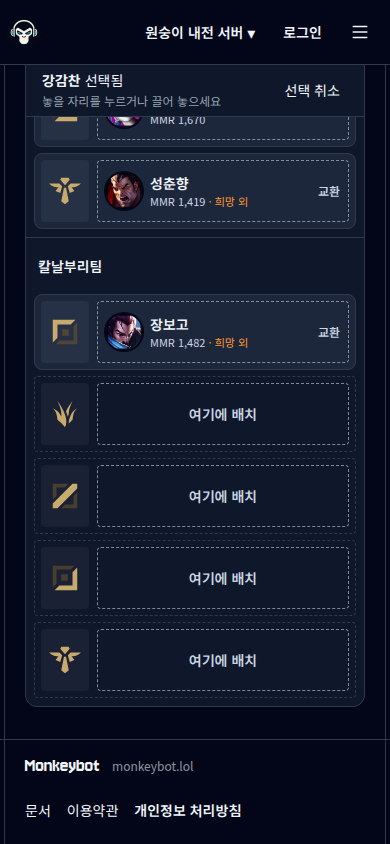 원숭이 내전 서버 ▾
로그인
강감찬 선택됨
놓을 자리를 누르거나 끌어 놓으세요
선택 취소
MMR 1,670
성춘향
MMR 1,419 · 희망 외
교환
칼날부리팀
장보고
MMR 1,482 · 희망 외
교환
여기에 배치
여기에 배치
여기에 배치
여기에 배치
Monkeybot
monkeybot.lol
문서
이용약관
개인정보 처리방침